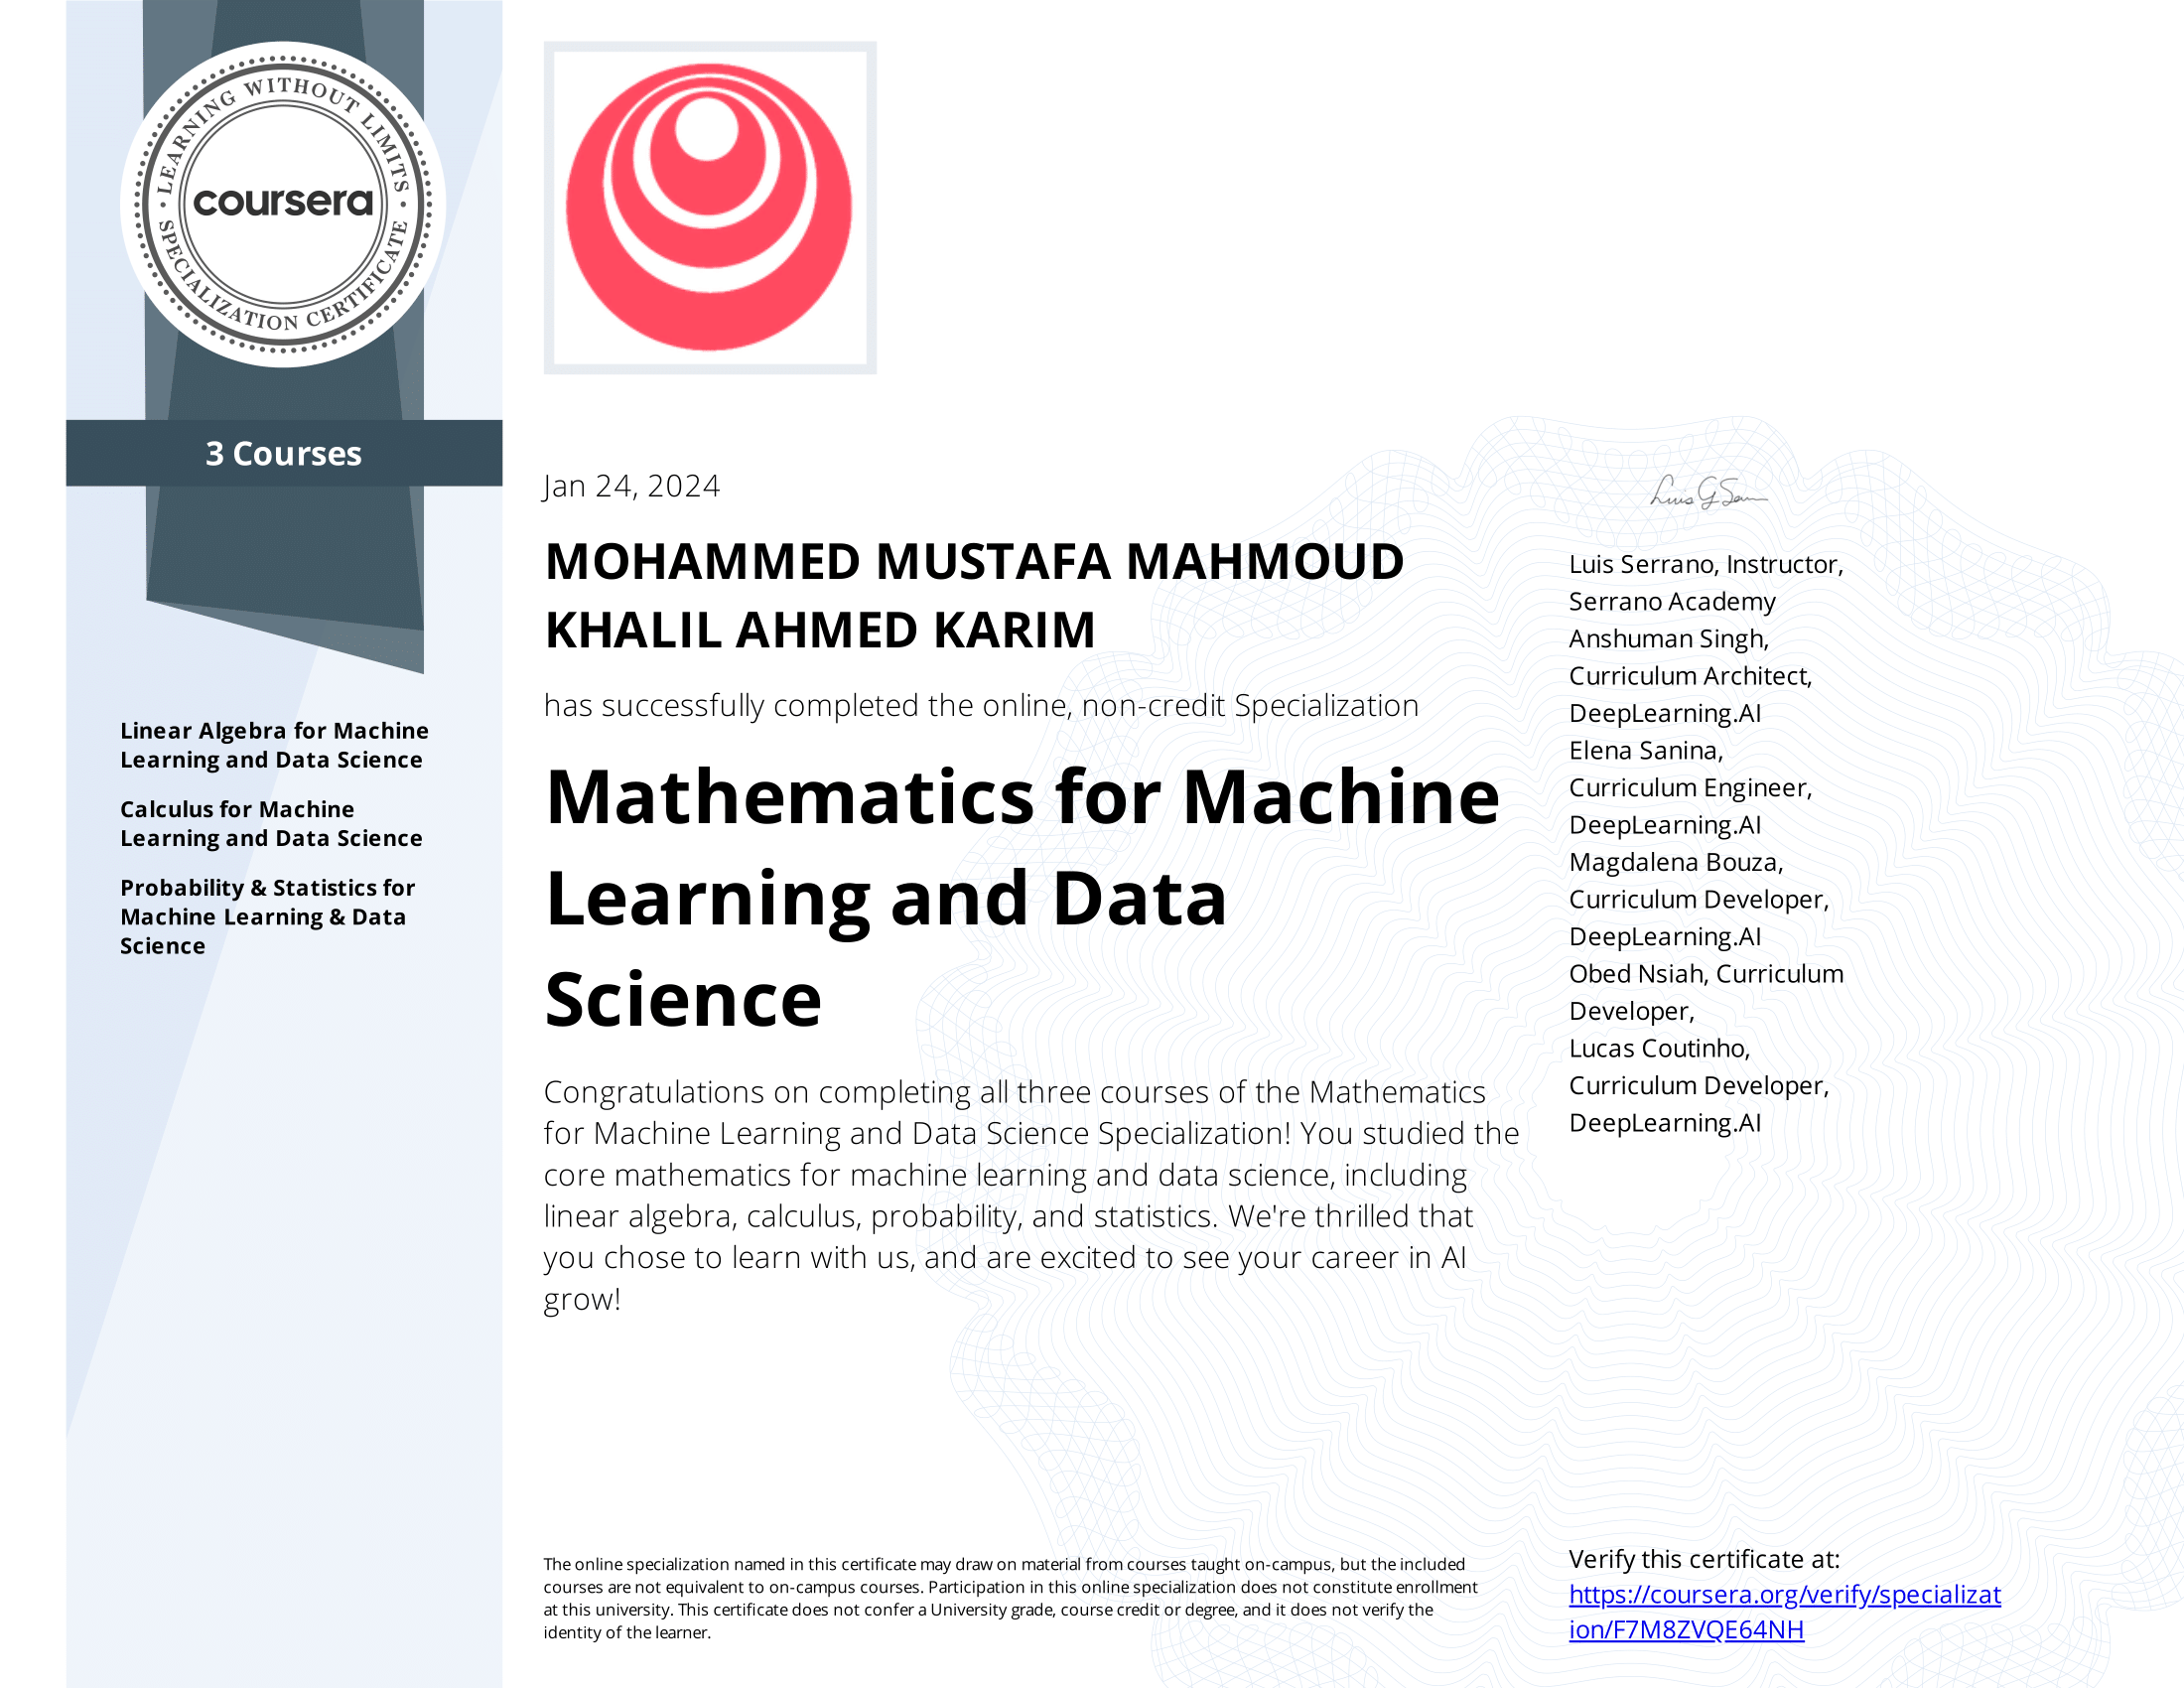 LEARNING WITHOUT LIMITS
coursera
SPECIALIZATION CERTIFICATE
3 Courses
Linear Algebra for Machine
Learning and Data Science
Calculus for Machine
Learning and Data Science
Probability & Statistics for
Machine Learning & Data
Science
Jan 24, 2024
MOHAMMED MUSTAFA MAHMOUD
KHALIL AHMED KARIM
has successfully completed the online, non-credit Specialization
Mathematics for Machine
Learning and Data
Science
Congratulations on completing all three courses of the Mathematics
for Machine Learning and Data Science Specialization! You studied the
core mathematics for machine learning and data science, including
linear algebra, calculus, probability, and statistics. We're thrilled that
you chose to learn with us, and are excited to see your career in AI
grow!
The online specialization named in this certificate may draw on material from courses taught on-campus, but the included
courses are not equivalent to on-campus courses. Participation in this online specialization does not constitute enrollment
at this university. This certificate does not confer a University grade, course credit or degree, and it does not verify the
identity of the learner.
Luis Serrano, Instructor,
Serrano Academy
Anshuman Singh,
Curriculum Architect,
DeepLearning.AI
Elena Sanina,
Curriculum Engineer,
DeepLearning.AI
Magdalena Bouza,
Curriculum Developer,
DeepLearning.AI
Obed Nsiah, Curriculum
Developer,
Lucas Coutinho,
Curriculum Developer,
DeepLearning.AI
Verify this certificate at:
https://coursera.org/verify/specializat
ion/F7M8ZVQE64NH